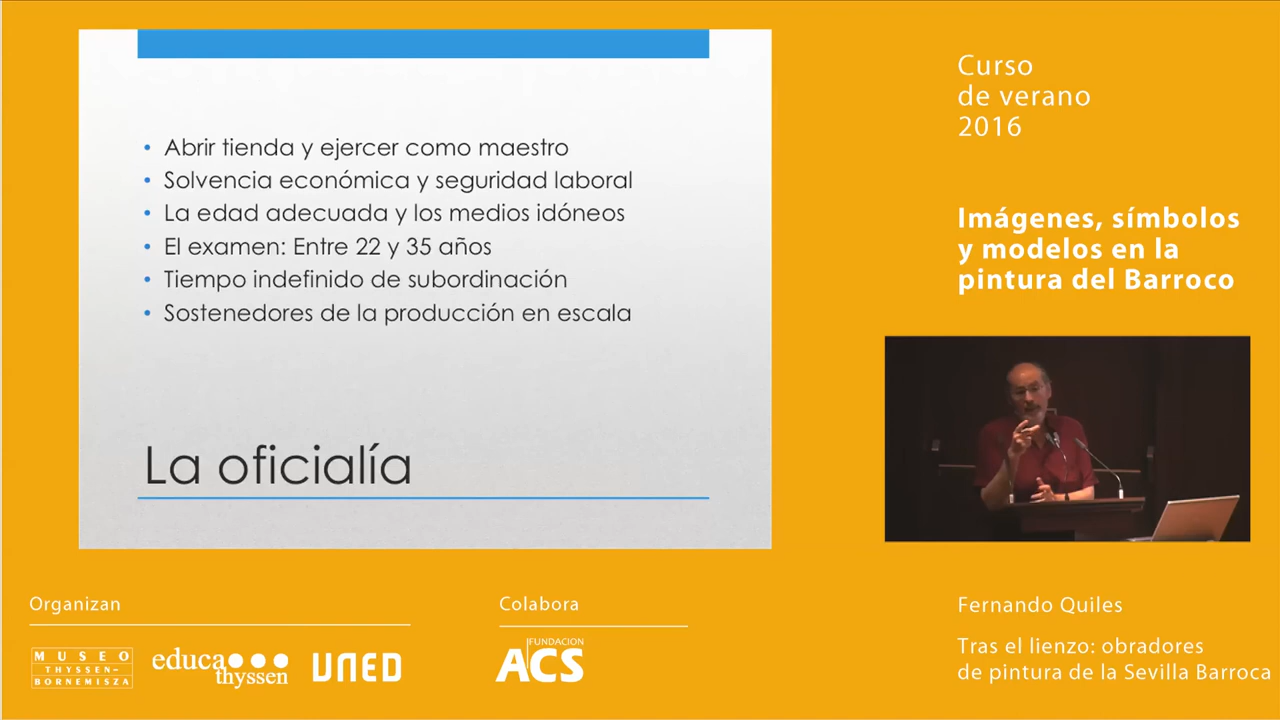 Abrir tienda y ejercer como maestro
Solvencia económica y seguridad laboral
La edad adecuada y los medios idóneos
El examen: Entre 22 y 35 años
Tiempo indefinido de subordinación
Sostenedores de la producción en escala
La oficialía
Curso
de verano
2016
Imágenes, símbolos
y modelos en la
pintura del Barroco
Organizan
MUSEO
THYSSEN-
BORNEMISZA
educa
thyssen
UNED
Colabora
FUNDACION
ACS
Fernando Quiles
Tras el lienzo: obradores
de pintura de la Sevilla Barroca